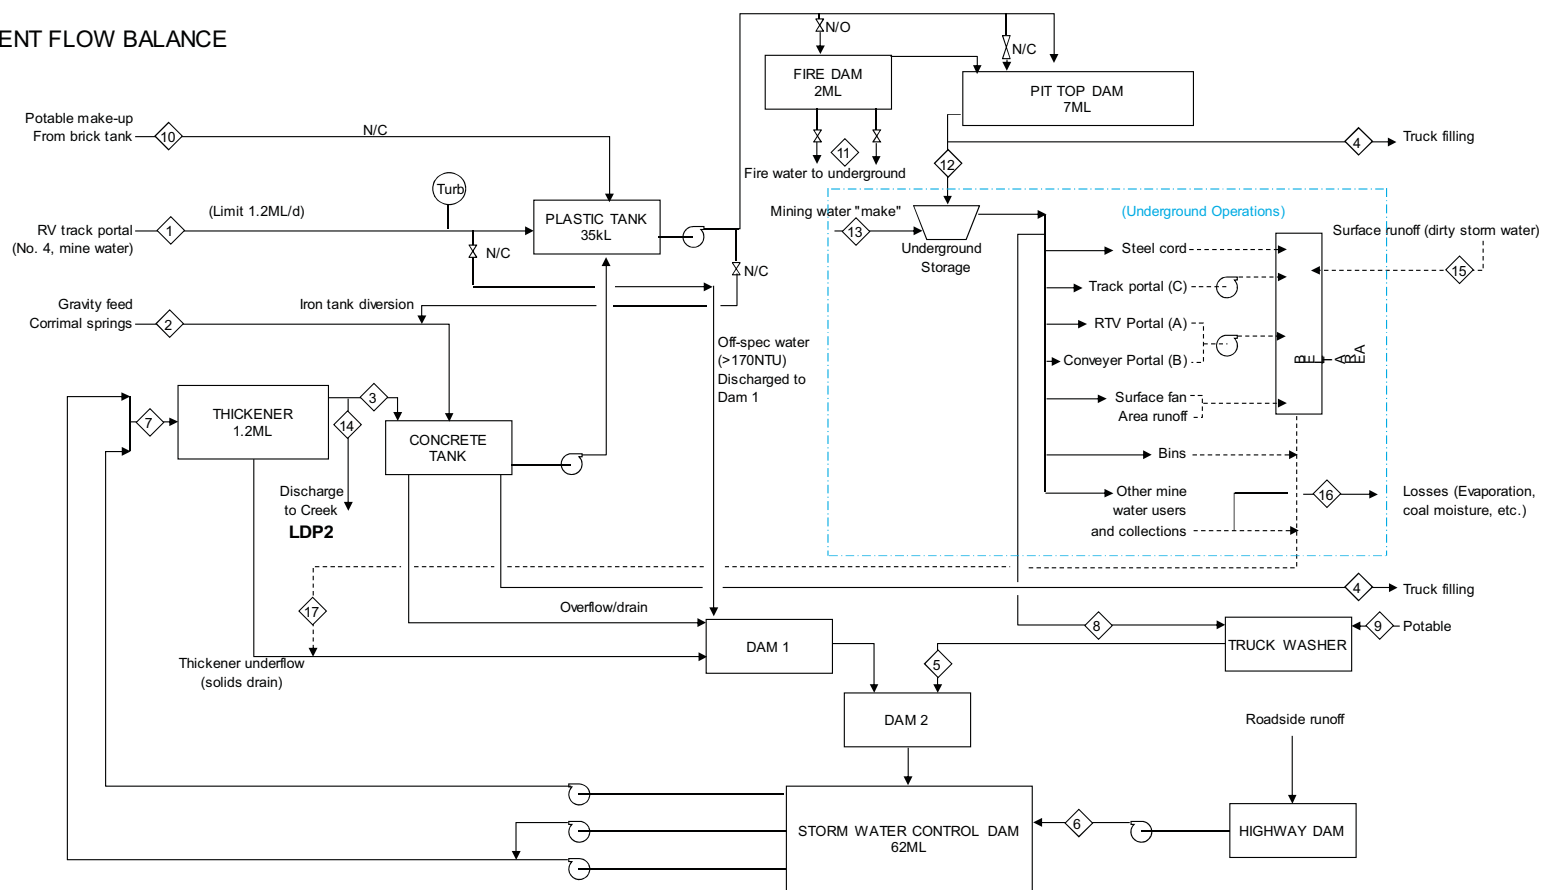 ENT FLOW BALANCE
N/O
N/C
FIRE DAM
2ML
PIT TOP DAM
7ML
Potable make-up
From brick tank
10
N/C
11
Fire water to underground
12
4
Truck filling
Turb
(Limit 1.2ML/d)
RV track portal
(No. 4, mine water)
1
N/C
PLASTIC TANK
35kL
N/C
Mining water "make"
13
Underground
Storage
(Underground Operations)
Surface runoff (dirty storm water)
15
Steel cord
Track portal (C)
RTV Portal (A)
Conveyer Portal (B)
Surface fan
Area runoff
Bins
Other mine
water users
and collections
16
Losses (Evaporation,
coal moisture, etc.)
Gravity feed
Corrimal springs
2
Iron tank diversion
Off-spec water
(>170NTU)
Discharged to
Dam 1
7
THICKENER
1.2ML
3
14
CONCRETE
TANK
Discharge
to Creek
LDP2
4
Truck filling
17
Overflow/drain
Thickener underflow
(solids drain)
DAM 1
8
9
Potable
TRUCK WASHER
5
DAM 2
Roadside runoff
STORM WATER CONTROL DAM
62ML
6
HIGHWAY DAM